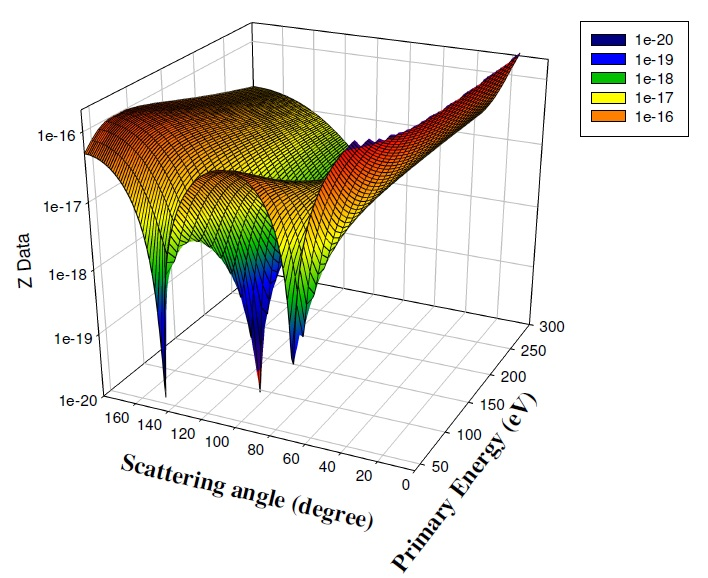 1e-20
1e-19
1e-18
1e-17
1e-16
1e-16
1e-17
1e-18
1e-19
1e-20
Z Data
160
140
120
100
80
60
40
20
0
Scattering angle (degree)
300
250
200
150
100
50
Primary Energy (eV)